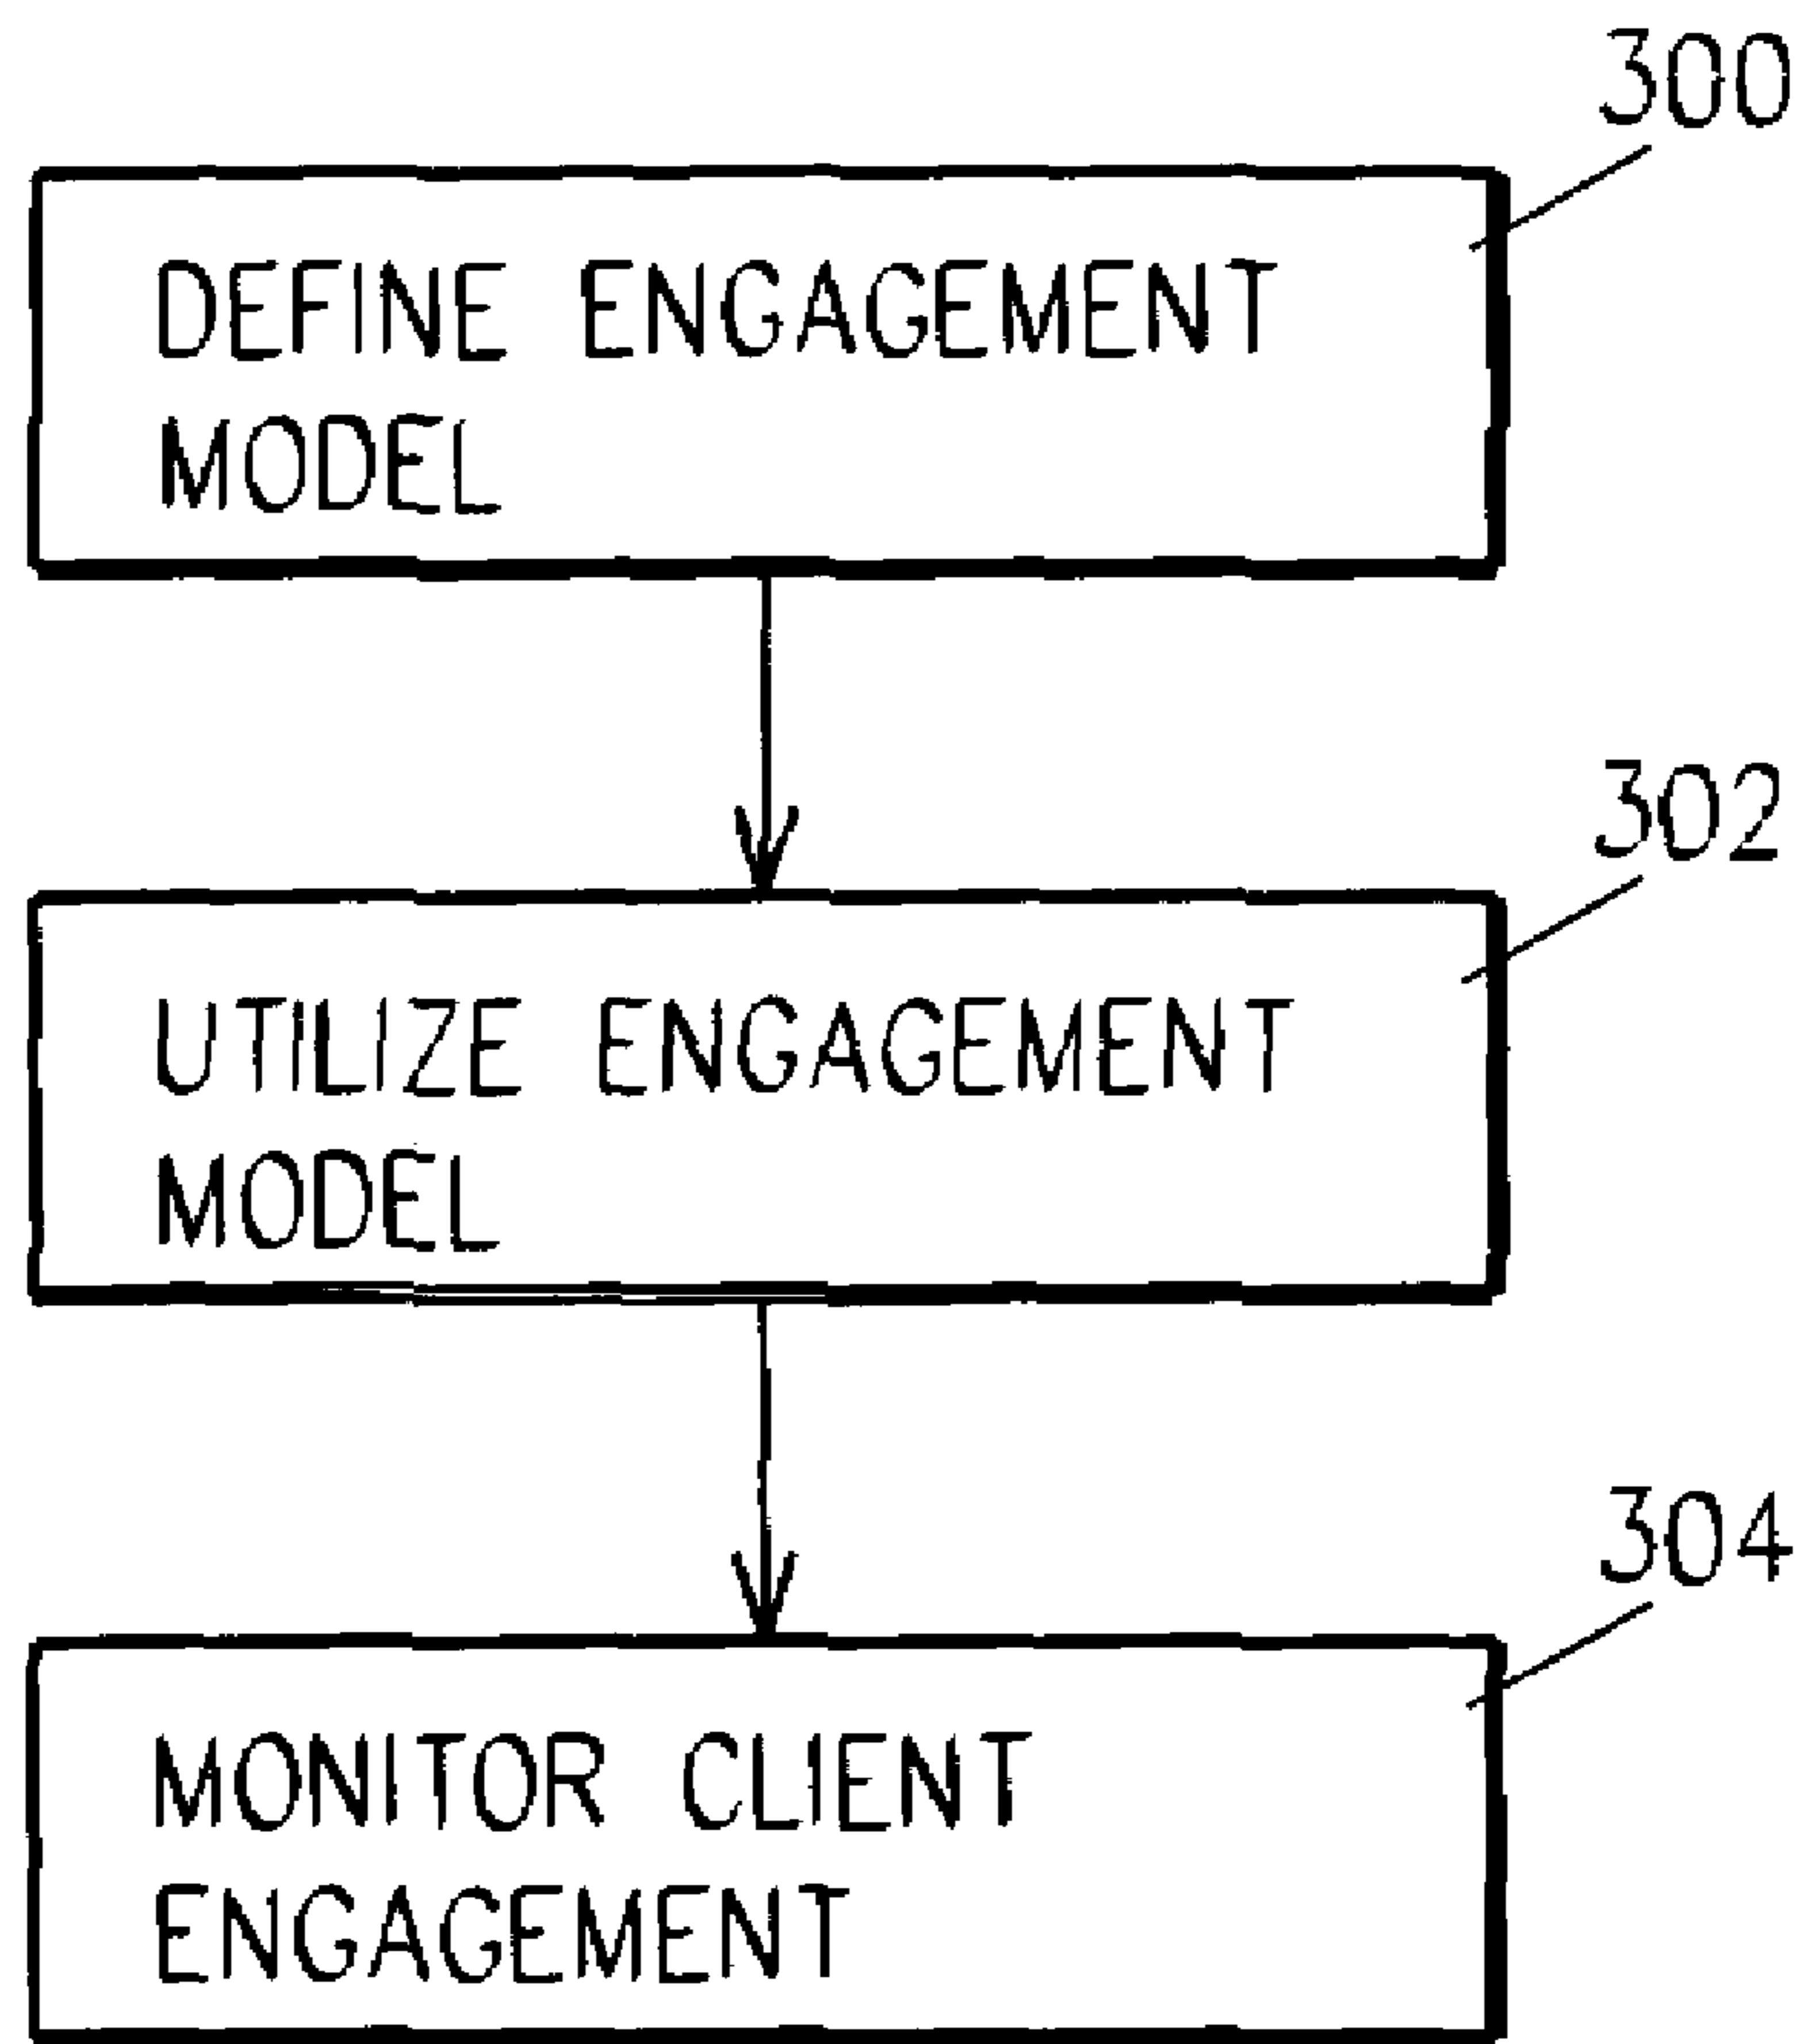 300
DEFINE ENGAGEMENT
MODEL
302
UTILIZE ENGAGEMENT
MODEL
304
MONITOR CLIENT
ENGAGEMENT